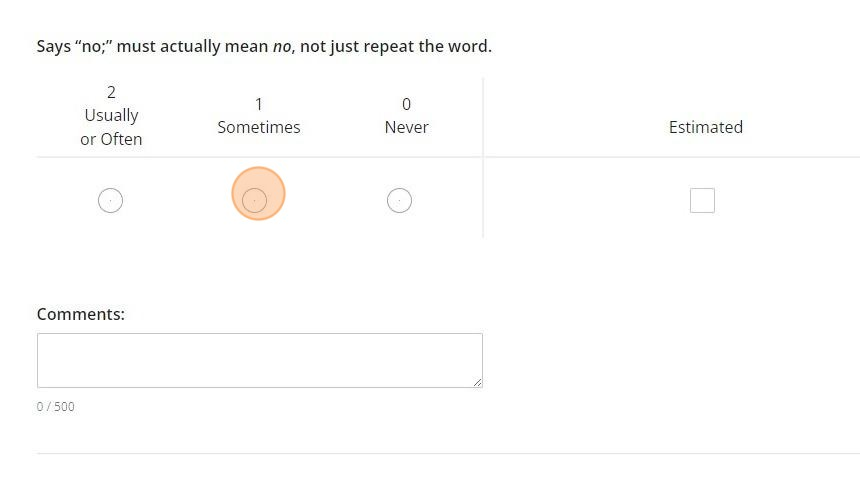 Says “no;” must actually mean no, not just repeat the word.
2
Usually
or Often
1
Sometimes
0
Never
Estimated
Comments:
0 / 500